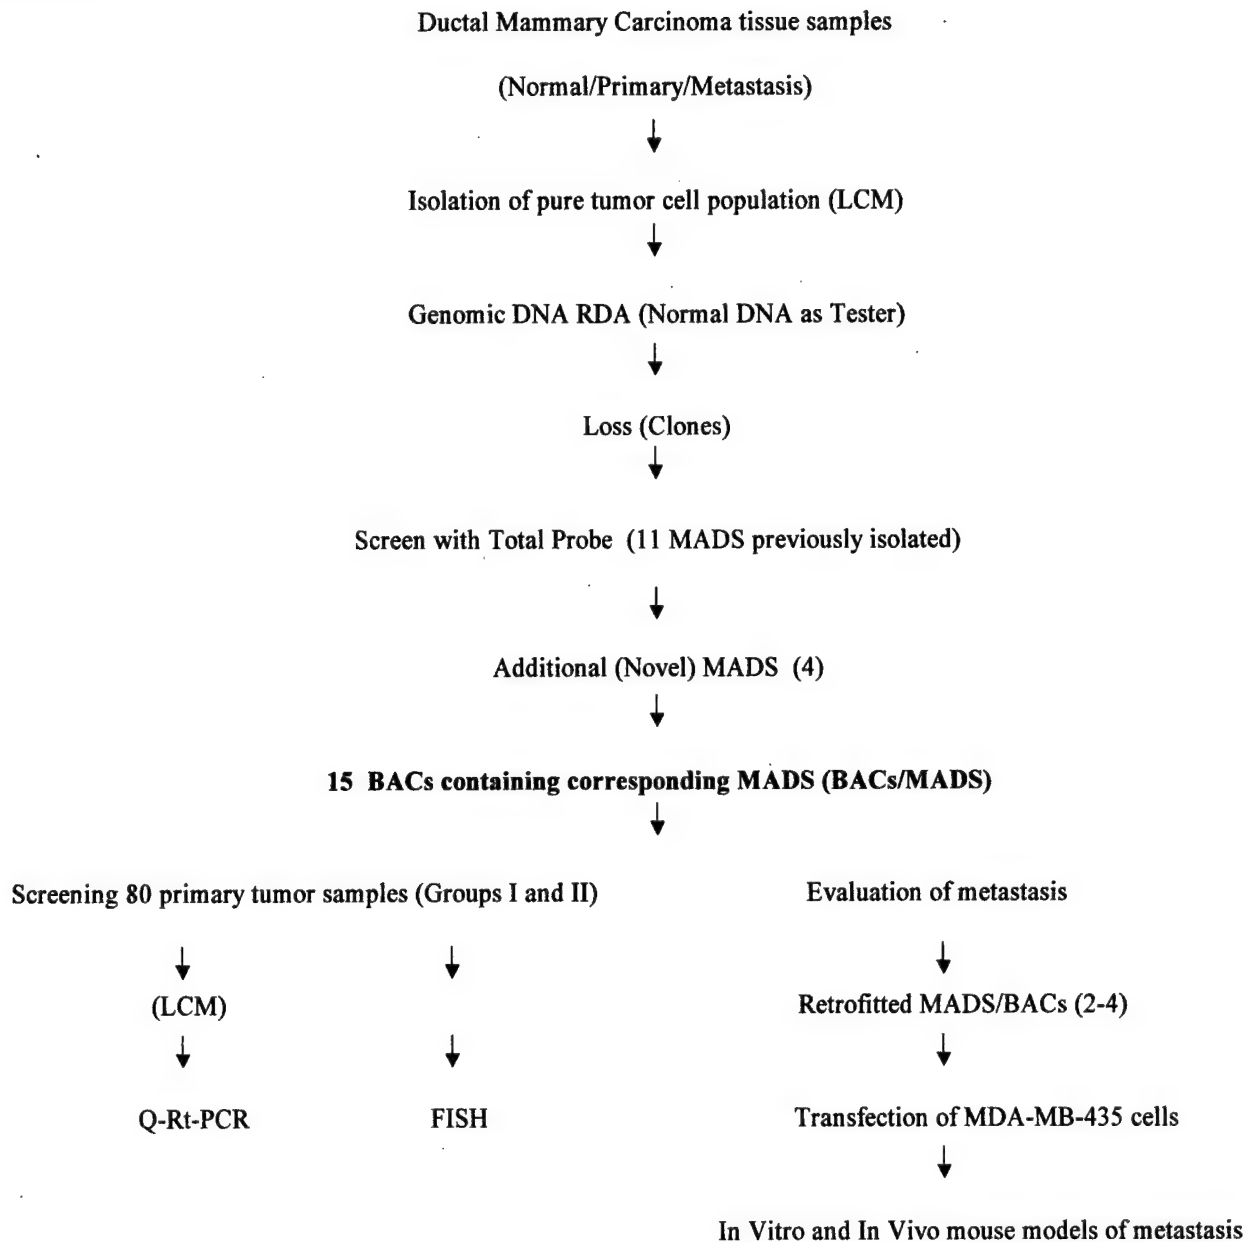 Ductal Mammary Carcinoma tissue samples
(Normal/Primary/Metastasis)
Isolation of pure tumor cell population (LCM)
Genomic DNA RDA (Normal DNA as Tester)
Loss (Clones)
Screen with Total Probe (11 MADS previously isolated)
Additional (Novel) MADS (4)
15 BACs containing corresponding MADS (BACs/MADS)
Screening 80 primary tumor samples (Groups I and II)
Evaluation of metastasis
(LCM)
Retrofitted MADS/BACs (2-4)
Q-Rt-PCR
FISH
Transfection of MDA-MB-435 cells
In Vitro and In Vivo mouse models of metastasis